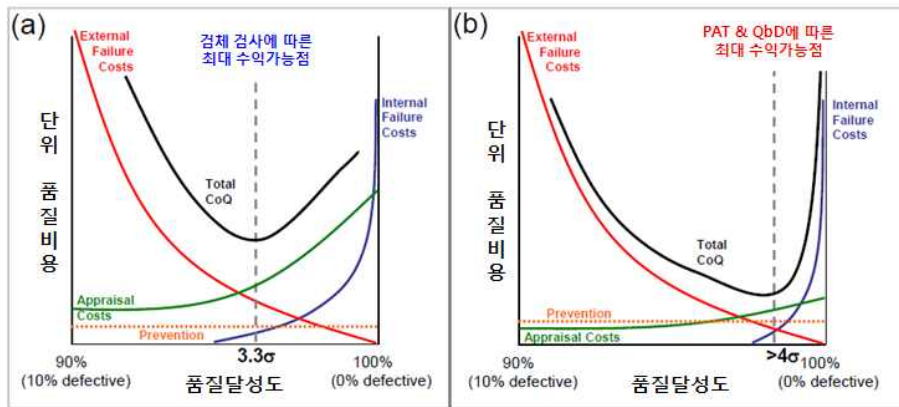 (a)
External
Failure
Costs
검체 검사에 따른
최대 수익가능점
Internal
Failure
Costs
단위 품질비용
Total
CoQ
Appraisal
Costs
Prevention
3.3σ
90%
(10% defective)
품질달성도
100%
(0% defective)
(b)
External
Failure
Costs
PAT & QbD에 따른
최대 수익가능점
Internal
Failure
Costs
단위 품질비용
Total
CoQ
Prevention
Appraisal Costs
>4σ
90%
(10% defective)
품질달성도
100%
(0% defective)